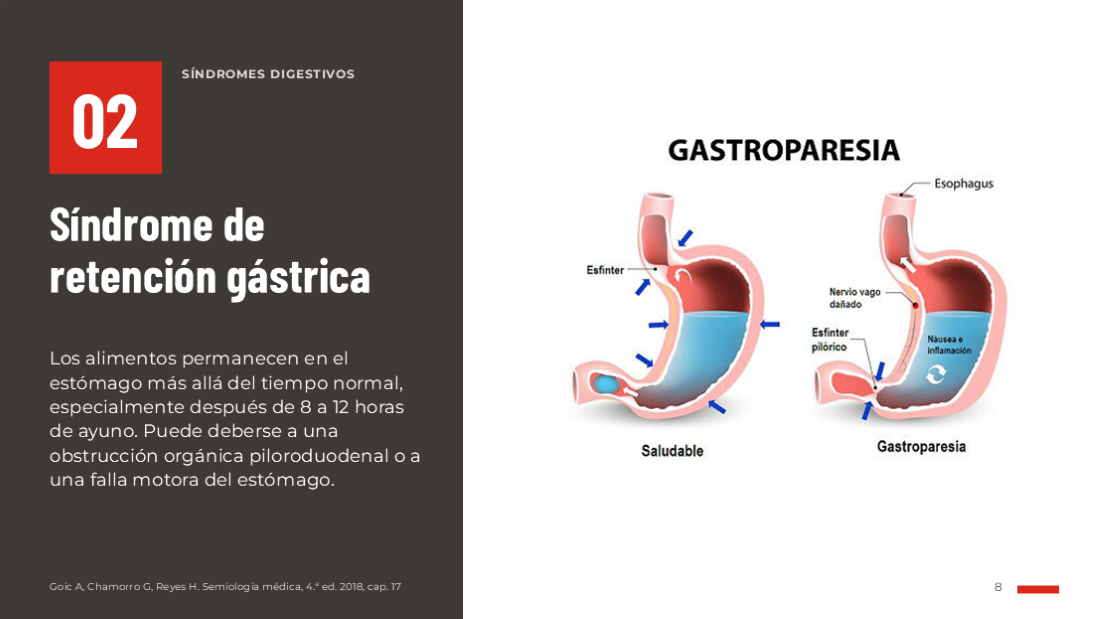 02
SÍNDROMES DIGESTIVOS
Síndrome de
retención gástrica
Los alimentos permanecen en el
estómago más allá del tiempo normal,
especialmente después de 8 a 12 horas
de ayuno. Puede deberse a una
obstrucción orgánica piloroduodenal o a
una falla motora del estómago.
Goic A, Chamorro G, Reyes H. Semiología médica, 4.ª ed. 2018, cap. 17
GASTROPARESIA
Esfinter
Saludable
Esophagus
Nervio vago
dañado
Esfinter
pilórico
Náusea e
inflamación
Gastroparesia
8